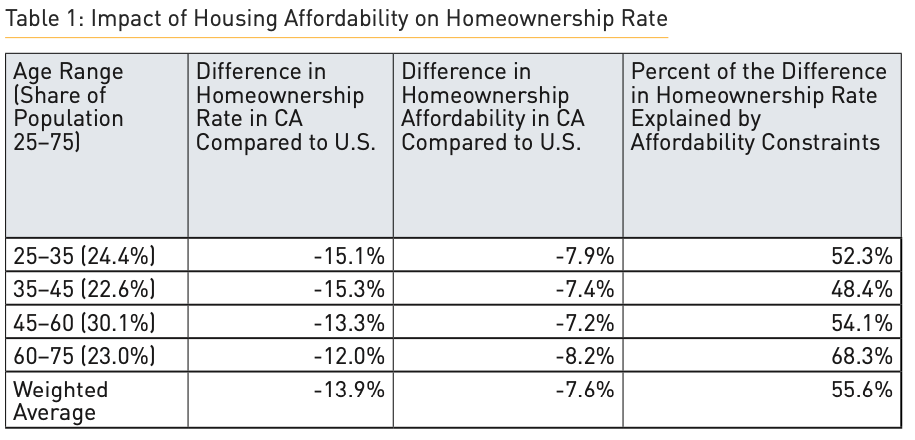 Table 1: Impact of Housing Affordability on Homeownership Rate
Age Range
(Share of
Population
25–75)
Difference in
Homeownership
Rate in CA
Compared to U.S.
Difference in
Homeownership
Affordability in CA
Compared to U.S.
Percent of the Difference
in Homeownership Rate
Explained by
Affordability Constraints
25–35 (24.4%) -15.1% -7.9% 52.3%
35–45 (22.6%) -15.3% -7.4% 48.4%
45–60 (30.1%) -13.3% -7.2% 54.1%
60–75 (23.0%) -12.0% -8.2% 68.3%
Weighted
Average
-13.9% -7.6% 55.6%